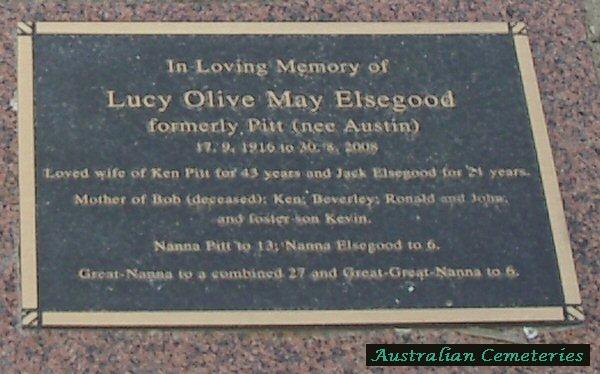 In Loving Memory of
Lucy Olive May Elsegood
formerly Pitt (nee Austin)
17. 9. 1916 to 30. 8. 2008
Loved wife of Ken Pitt for 43 years and Jack Elsegood for 21 years.
Mother of Bob (deceased); Ken; Beverley; Ronald and John,
and foster son Kevin.
Nanna Pitt to 13; Nanna Elsegood to 6.
Great-Nanna to a combined 27 and Great-Great-Nanna to 6.
Australian Cemeteries